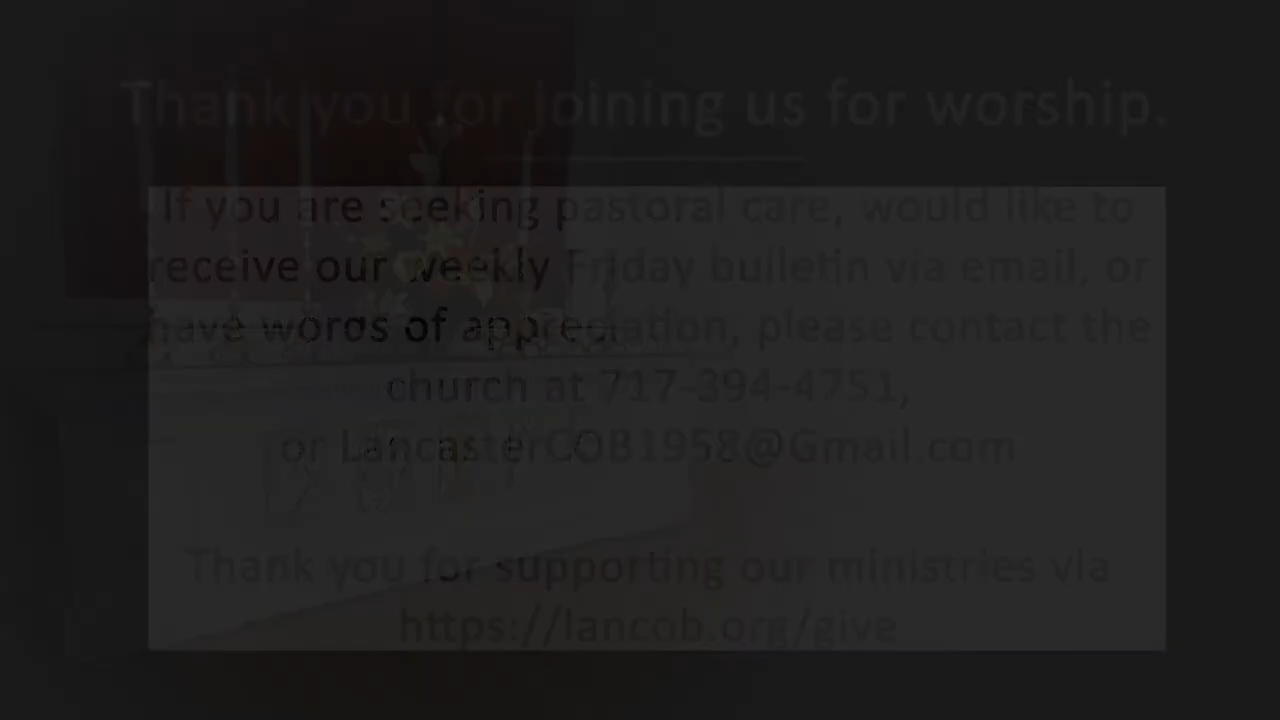 Thank you for joining us for worship.
If you are seeking pastoral care, would like to
receive our weekly Friday bulletin via email, or
have words of appreciation, please contact the
church at 717-394-4751,
or LancasterCOB1958@Gmail.com
Thank you for supporting our ministries via
https://lancob.org/give